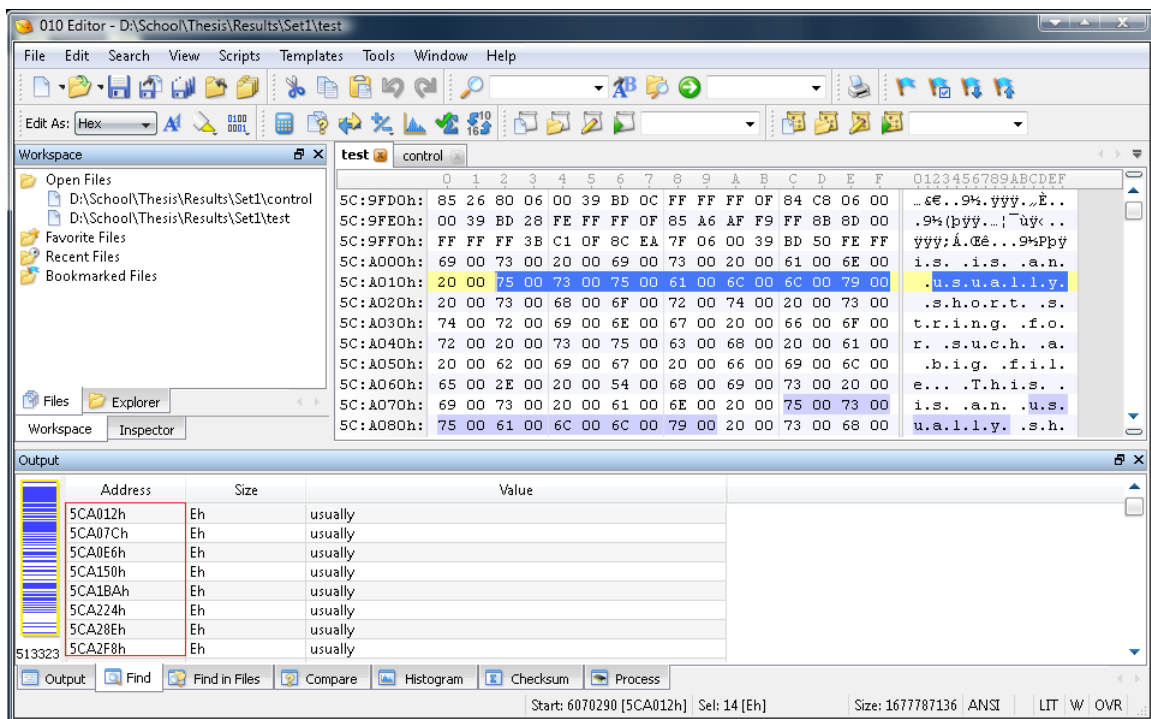 010 Editor - D:\School\Thesis\Results\Set1\test
File Edit Search View Scripts Templates Tools Window Help
Edit As: Hex
Workspace
Open Files
D:\School\Thesis\Results\Set1\control
D:\School\Thesis\Results\Set1\test
Favorite Files
Recent Files
Bookmarked Files
Files Explorer
Workspace Inspector
test control
0 1 2 3 4 5 6 7 8 9 A B C D E F 0123456789ABCDEF
5C:9FD0h: 85 26 80 06 00 39 BD 0C FF FF FF 0F 84 C8 06 00 …&€..9½.ÿÿÿ.„È..
5C:9FE0h: 00 39 BD 28 FE FF FF 0F 85 A6 AF F9 FF 8B 8D 00 .9½(þÿÿ.…¦¯ùÿ‹..
5C:9FF0h: FF FF FF 3B C1 0F 8C EA 7F 06 00 39 BD 50 FE FF ÿÿÿ;Á.Œê...9½Pþÿ
5C:A000h: 69 00 73 00 20 00 69 00 73 00 20 00 61 00 6E 00 i.s. .i.s. .a.n.
5C:A010h: 20 00 75 00 73 00 75 00 61 00 6C 00 6C 00 79 00 .u.s.u.a.l.l.y.
5C:A020h: 20 00 73 00 68 00 6F 00 72 00 74 00 20 00 73 00 .s.h.o.r.t. .s.
5C:A030h: 74 00 72 00 69 00 6E 00 67 00 20 00 66 00 6F 00 t.r.i.n.g. .f.o.
5C:A040h: 72 00 20 00 73 00 75 00 63 00 68 00 20 00 61 00 r. .s.u.c.h. .a.
5C:A050h: 20 00 62 00 69 00 67 00 20 00 66 00 69 00 6C 00 .b.i.g. .f.i.l.
5C:A060h: 65 00 2E 00 20 00 54 00 68 00 69 00 73 00 20 00 e... .T.h.i.s. .
5C:A070h: 69 00 73 00 20 00 61 00 6E 00 20 00 75 00 73 00 i.s. .a.n. .u.s.
5C:A080h: 75 00 61 00 6C 00 6C 00 79 00 20 00 73 00 68 00 u.a.l.l.y. .s.h.
Output
Address Size Value
5CA012h Eh usually
5CA07Ch Eh usually
5CA0E6h Eh usually
5CA150h Eh usually
5CA1BAh Eh usually
5CA224h Eh usually
5CA28Eh Eh usually
5CA2F8h Eh usually
513323
Output Find Find in Files Compare Histogram Checksum Process
Start: 6070290 [5CA012h] Sel: 14 [Eh] Size: 1677787136 ANSI LIT W OVR